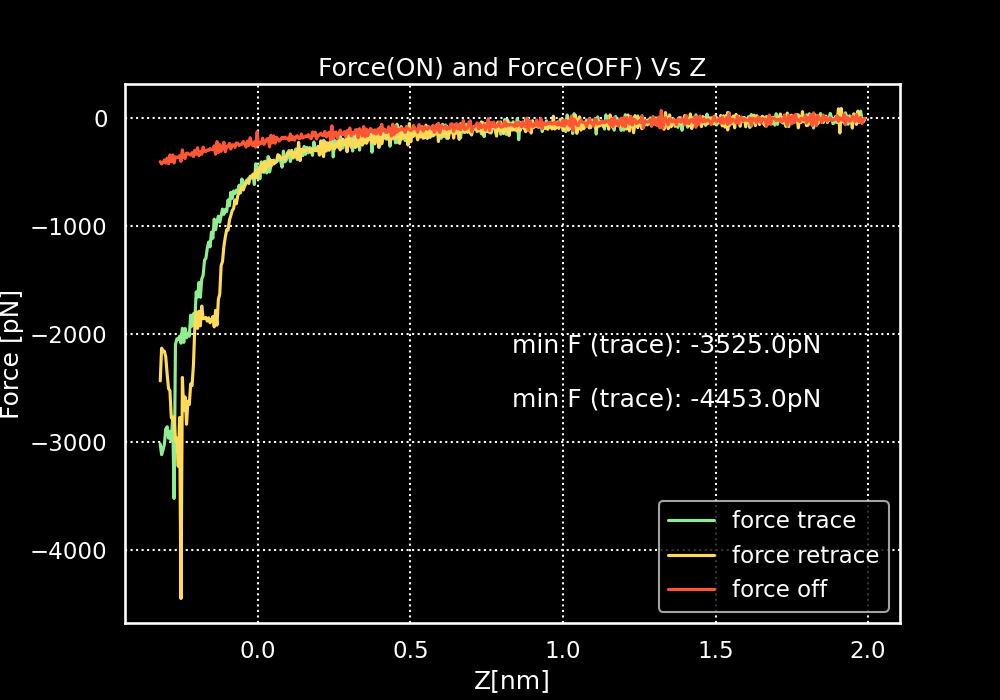 Force(ON) and Force(OFF) Vs Z
0
−1000
−2000
−3000
−4000
Force [pN]
min F (trace): -3525.0pN
min F (trace): -4453.0pN
force trace
force retrace
force off
0.0 0.5 1.0 1.5 2.0
Z[nm]